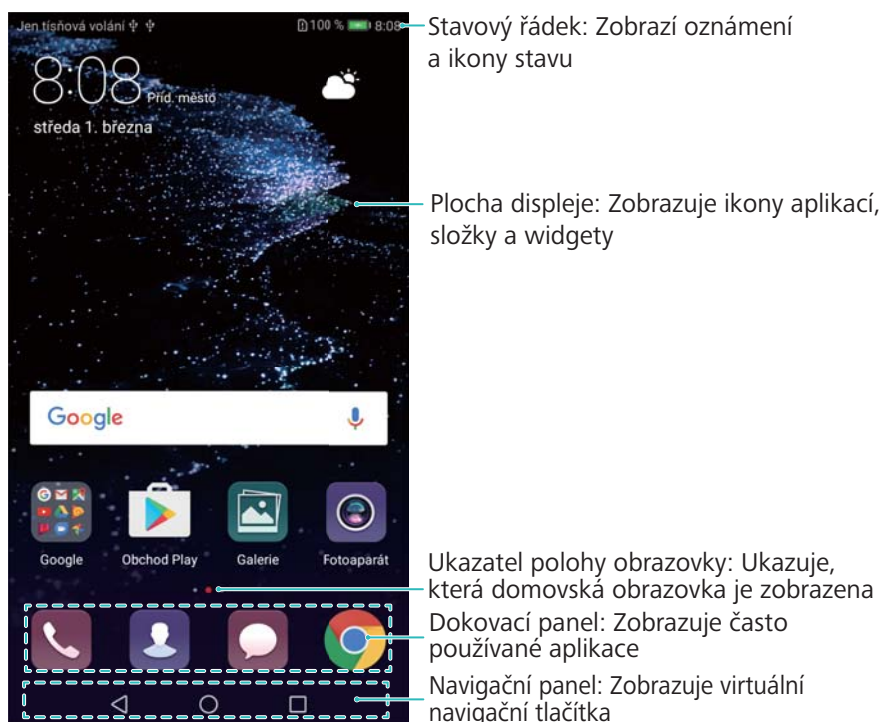 Jen tísňová volání
100 % 8:08
Stavový řádek: Zobrazí oznámení
a ikony stavu
8:08 Příd. město
středa 1. března
Plocha displeje: Zobrazuje ikony aplikací,
složky a widgety
Google
Google Obchod Play Galerie Fotoaparát
Ukazatel polohy obrazovky: Ukazuje,
která domovská obrazovka je zobrazena
Dokovací panel: Zobrazuje často
používané aplikace
Navigační panel: Zobrazuje virtuální
navigační tlačítka